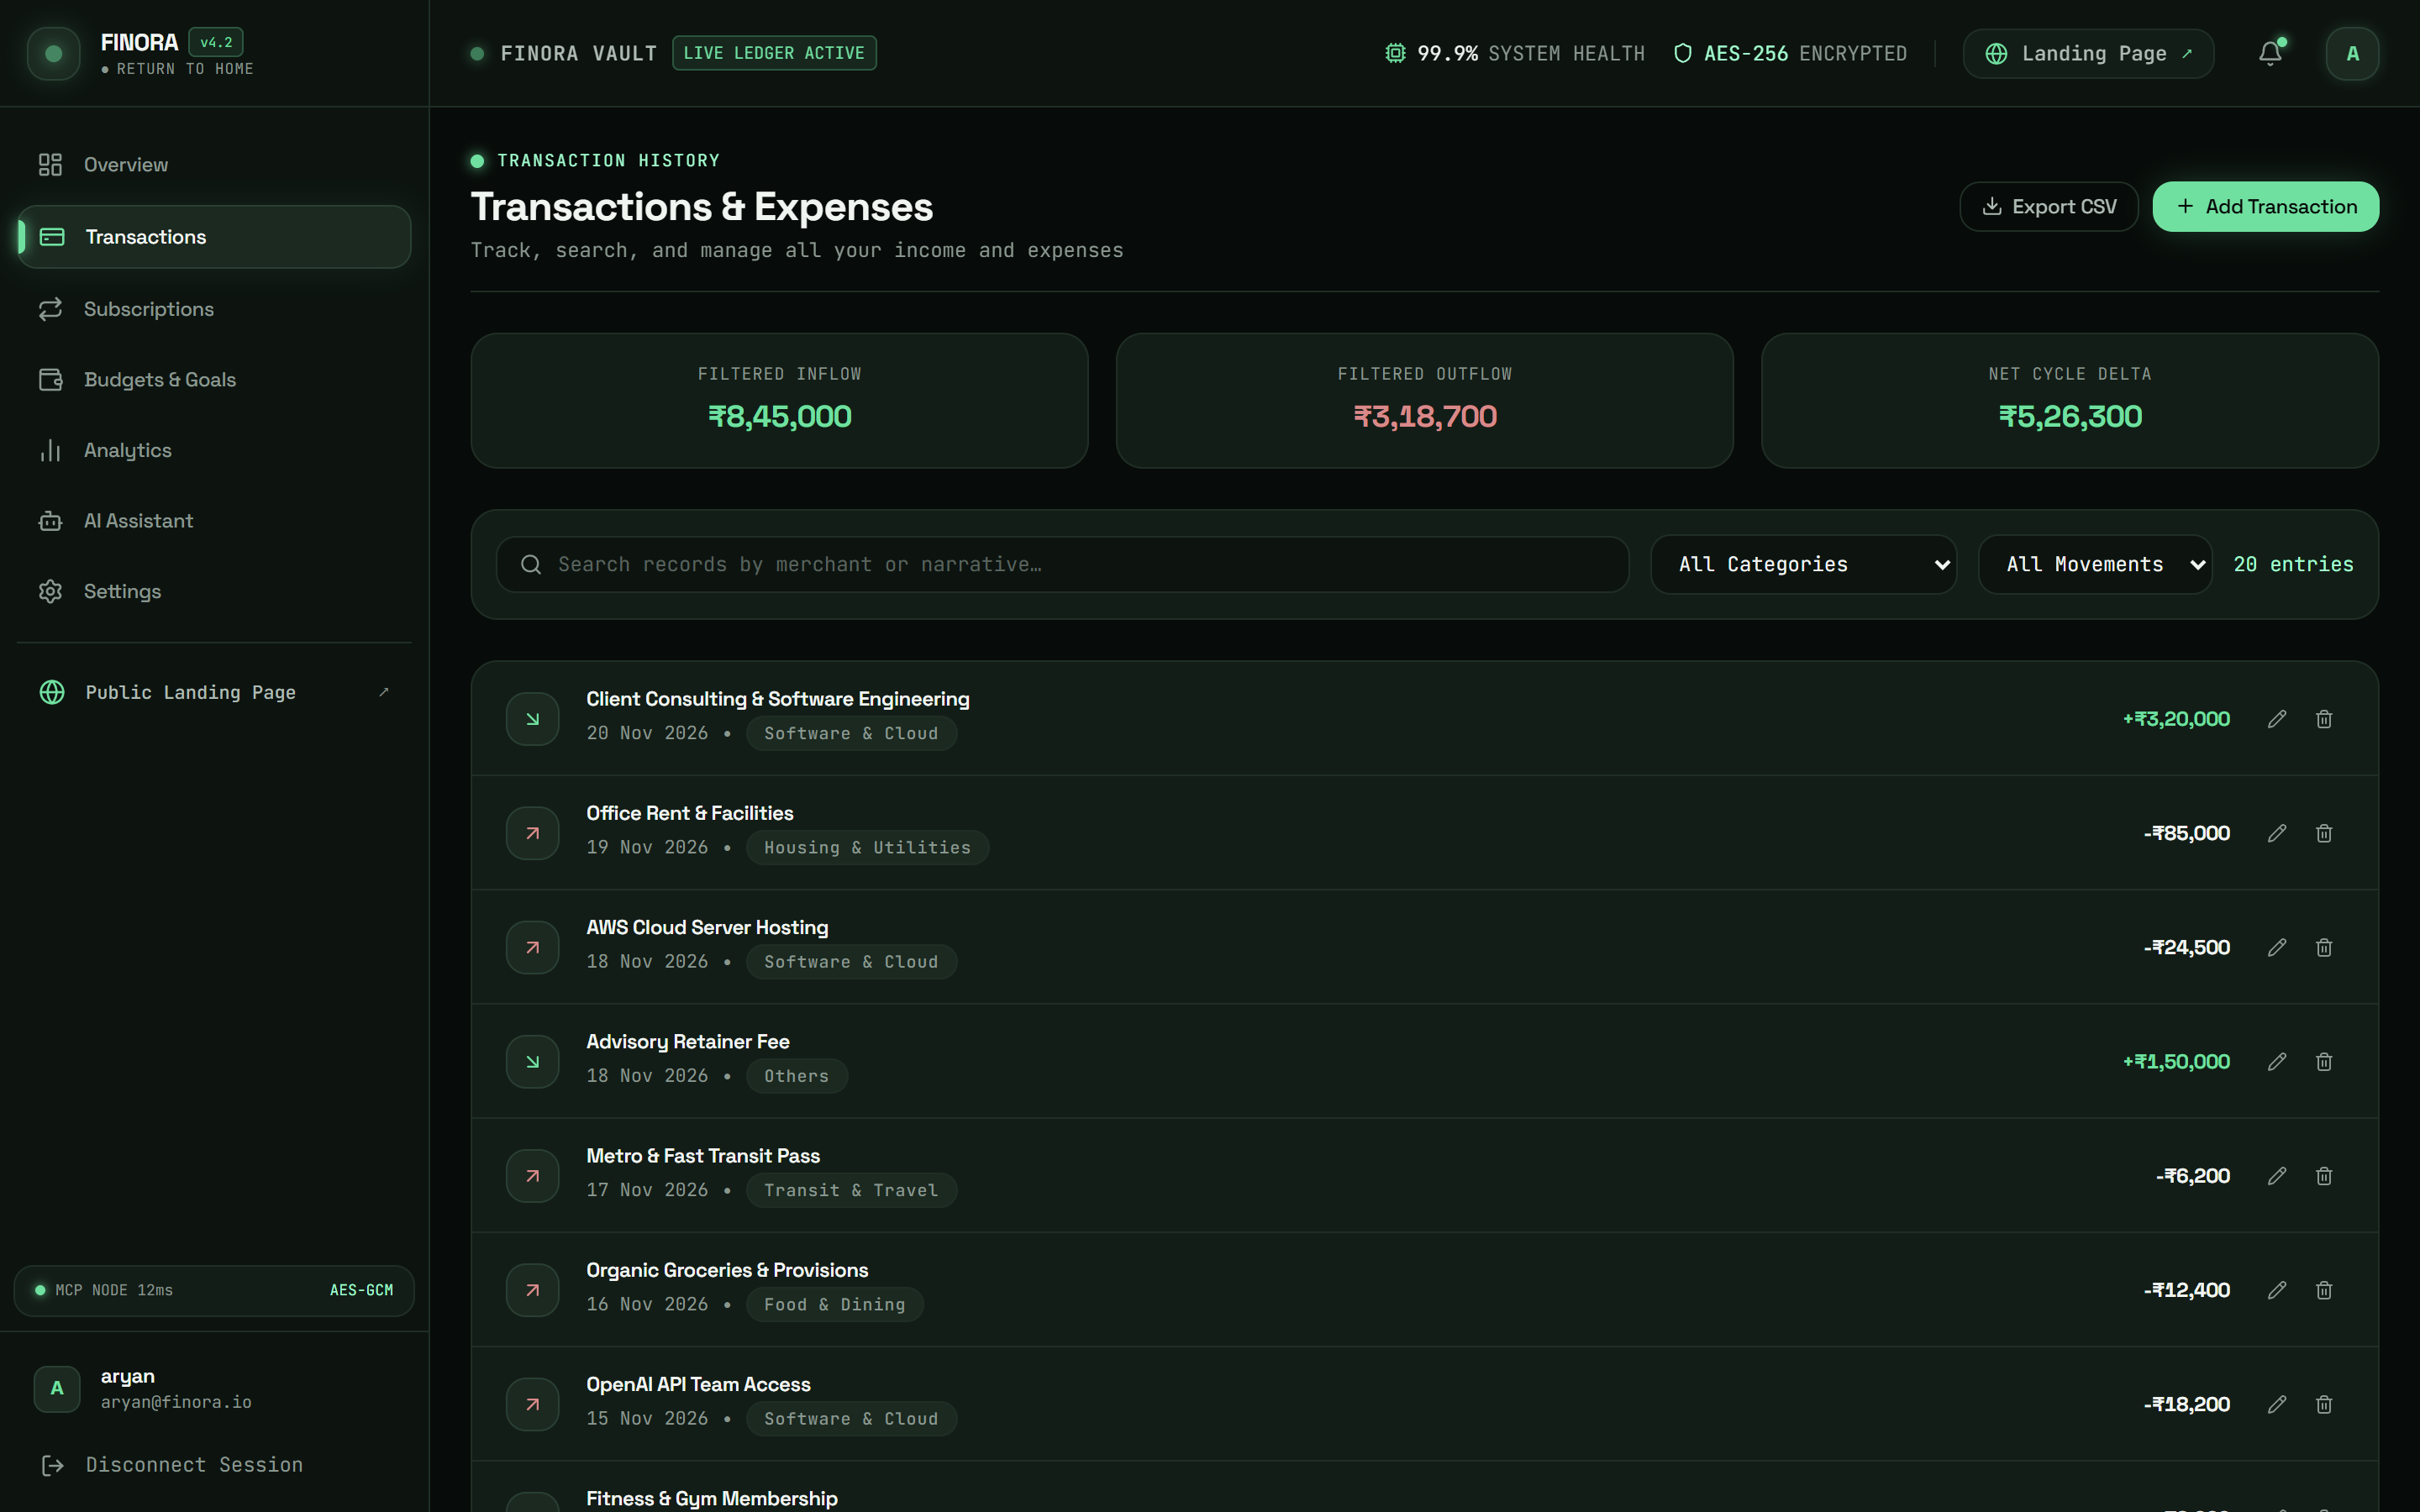 FINORA v4.2
RETURN TO HOME
Overview
Transactions
Subscriptions
Budgets & Goals
Analytics
AI Assistant
Settings
Public Landing Page ↗
MCP NODE 12ms AES-GCM
A
aryan
aryan@finora.io
Disconnect Session
FINORA VAULT LIVE LEDGER ACTIVE
99.9% SYSTEM HEALTH AES-256 ENCRYPTED Landing Page ↗ A
TRANSACTION HISTORY
Transactions & Expenses
Track, search, and manage all your income and expenses
Export CSV + Add Transaction
FILTERED INFLOW
₹8,45,000
FILTERED OUTFLOW
₹3,18,700
NET CYCLE DELTA
₹5,26,300
Search records by merchant or narrative… All Categories All Movements 20 entries
Client Consulting & Software Engineering
20 Nov 2026 • Software & Cloud
+₹3,20,000
Office Rent & Facilities
19 Nov 2026 • Housing & Utilities
-₹85,000
AWS Cloud Server Hosting
18 Nov 2026 • Software & Cloud
-₹24,500
Advisory Retainer Fee
18 Nov 2026 • Others
+₹1,50,000
Metro & Fast Transit Pass
17 Nov 2026 • Transit & Travel
-₹6,200
Organic Groceries & Provisions
16 Nov 2026 • Food & Dining
-₹12,400
OpenAI API Team Access
15 Nov 2026 • Software & Cloud
-₹18,200
Fitness & Gym Membership